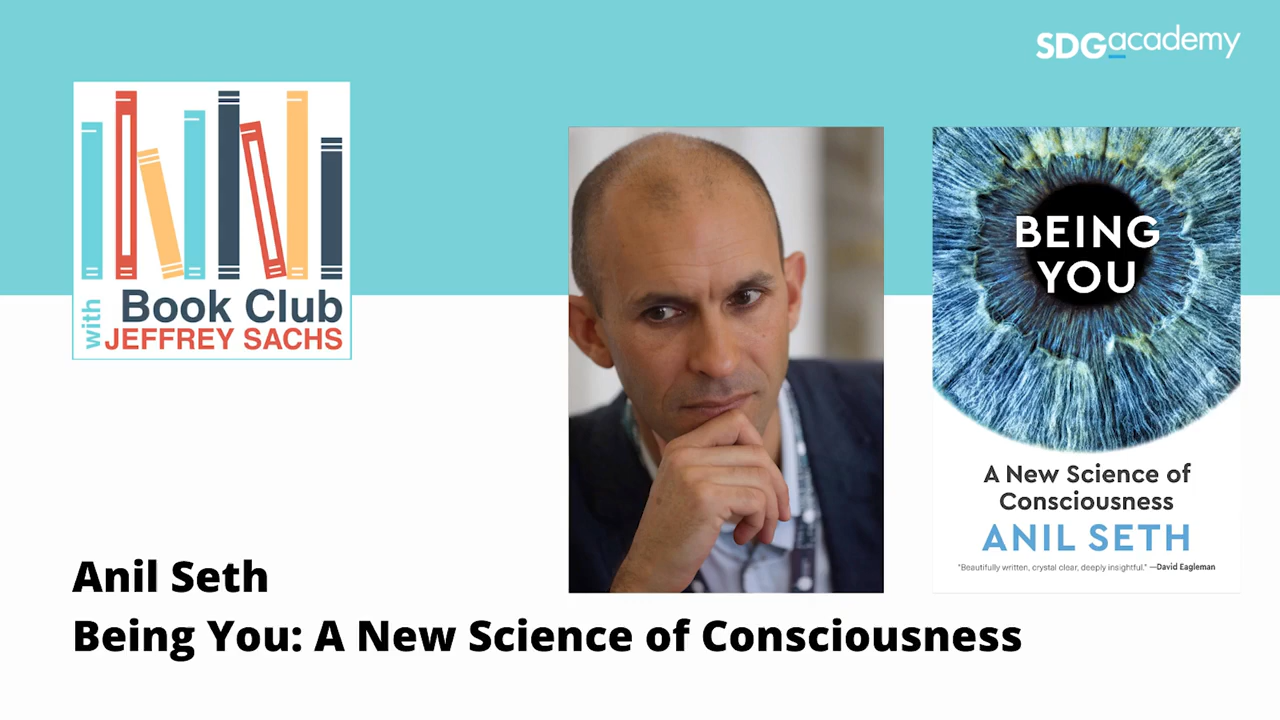 SDGacademy
with
Book Club
JEFFREY SACHS
BEING
YOU
A New Science of
Consciousness
ANIL SETH
"Beautifully written, crystal clear, deeply insightful." —David Eagleman
Anil Seth
Being You: A New Science of Consciousness